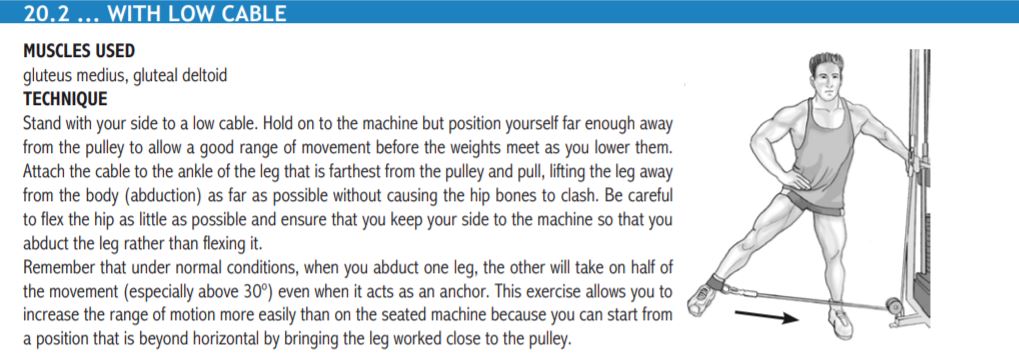 20.2 ... WITH LOW CABLE
MUSCLES USED
gluteus medius, gluteal deltoid
TECHNIQUE
Stand with your side to a low cable. Hold on to the machine but position yourself far enough away
from the pulley to allow a good range of movement before the weights meet as you lower them.
Attach the cable to the ankle of the leg that is farthest from the pulley and pull, lifting the leg away
from the body (abduction) as far as possible without causing the hip bones to clash. Be careful
to flex the hip as little as possible and ensure that you keep your side to the machine so that you
abduct the leg rather than flexing it.
Remember that under normal conditions, when you abduct one leg, the other will take on half of
the movement (especially above 30º) even when it acts as an anchor. This exercise allows you to
increase the range of motion more easily than on the seated machine because you can start from
a position that is beyond horizontal by bringing the leg worked close to the pulley.